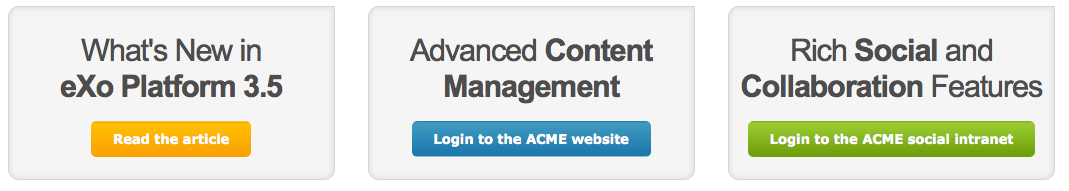 What's New in
eXo Platform 3.5
Read the article
Advanced Content
Management
Login to the ACME website
Rich Social and
Collaboration Features
Login to the ACME social intranet